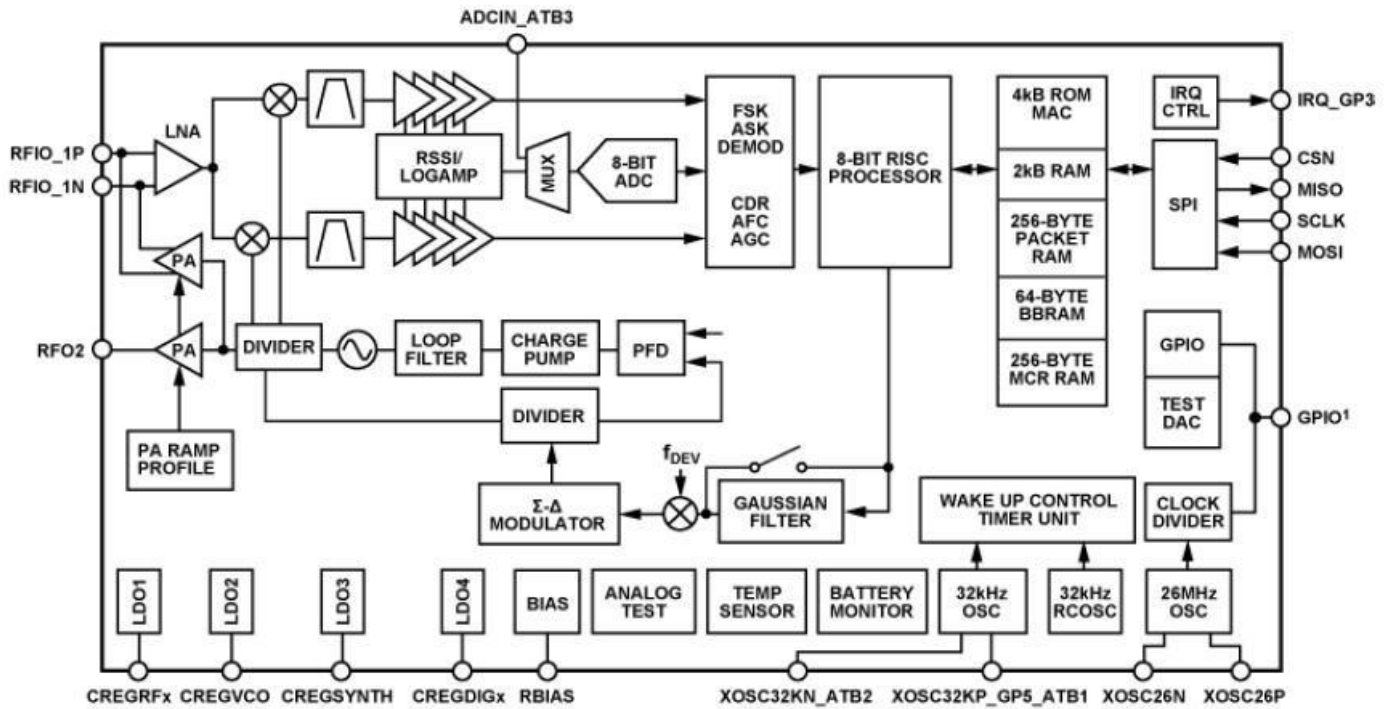 ADCIN_ATB3
RFIO_1P
RFIO_1N
LNA
RSSI/
LOGAMP
MUX
8-BIT
ADC
FSK
ASK
DEMOD
CDR
AFC
AGC
8-BIT RISC
PROCESSOR
4kB ROM
MAC
2kB RAM
256-BYTE
PACKET
RAM
64-BYTE
BBRAM
256-BYTE
MCR RAM
IRQ
CTRL
SPI
IRQ_GP3
CSN
MISO
SCLK
MOSI
PA
RFO2
PA
DIVIDER
LOOP
FILTER
CHARGE
PUMP
PFD
DIVIDER
PA RAMP
PROFILE
GPIO
TEST
DAC
GPIO¹
fDEV
Σ-Δ
MODULATOR
GAUSSIAN
FILTER
WAKE UP CONTROL
TIMER UNIT
CLOCK
DIVIDER
LDO1
LDO2
LDO3
LDO4
BIAS
ANALOG
TEST
TEMP
SENSOR
BATTERY
MONITOR
32kHz
OSC
32kHz
RCOSC
26MHz
OSC
CREGRFx
CREGVCO
CREGSYNTH
CREGDIGx
RBIAS
XOSC32KN_ATB2
XOSC32KP_GP5_ATB1
XOSC26N
XOSC26P